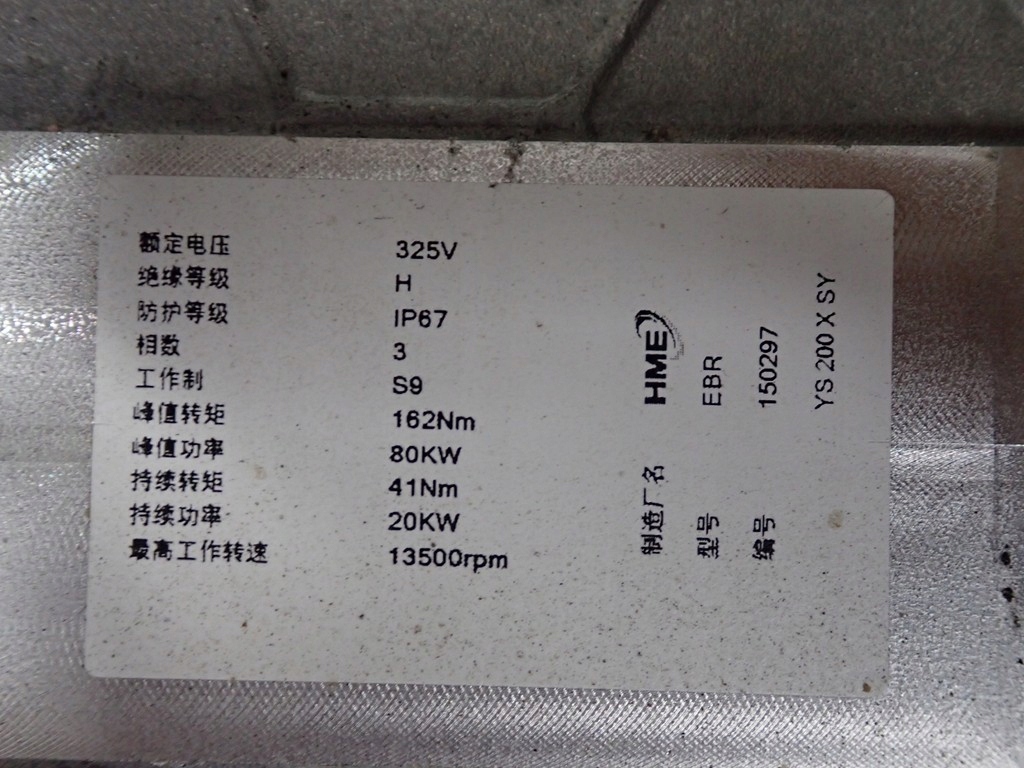 额定电压 325V
绝缘等级 H
防护等级 IP67
相数 3
工作制 S9
峰值转矩 162Nm
峰值功率 80KW
持续转矩 41Nm
持续功率 20KW
最高工作转速 13500rpm
制造厂名 HME
型号 EBR
编号 150297
YS 200 X SY